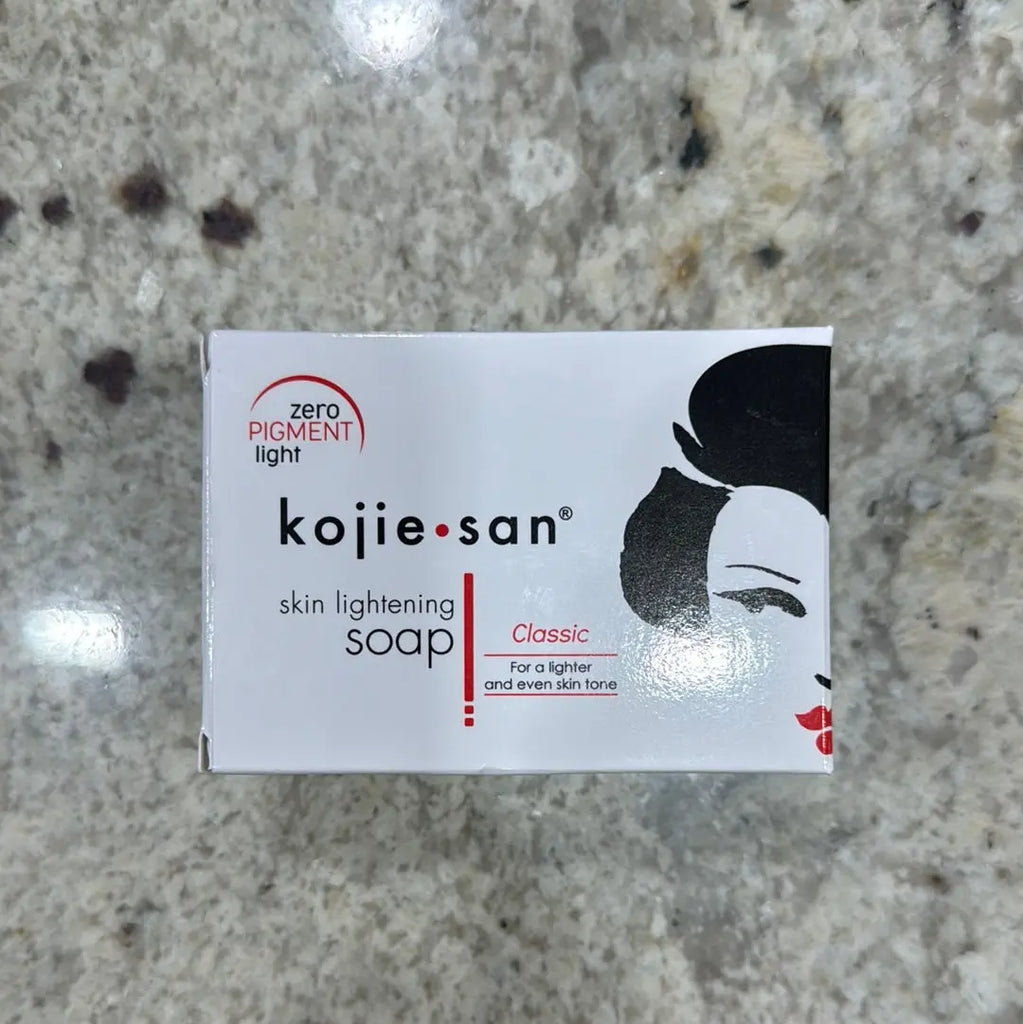 zero
PIGMENT
light
kojie•san®
skin lightening
soap
Classic
For a lighter
and even skin tone